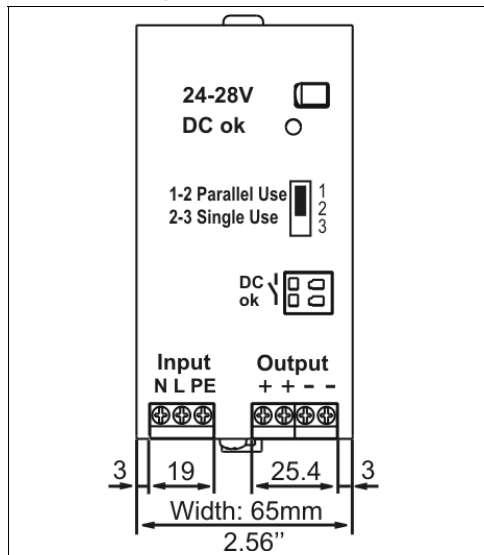 24-28V
DC ok
1-2 Parallel Use
2-3 Single Use
1
2
3
DC
ok
Input
N L PE
Output
+ + - -
3
19
25.4
3
Width: 65mm
2.56’’